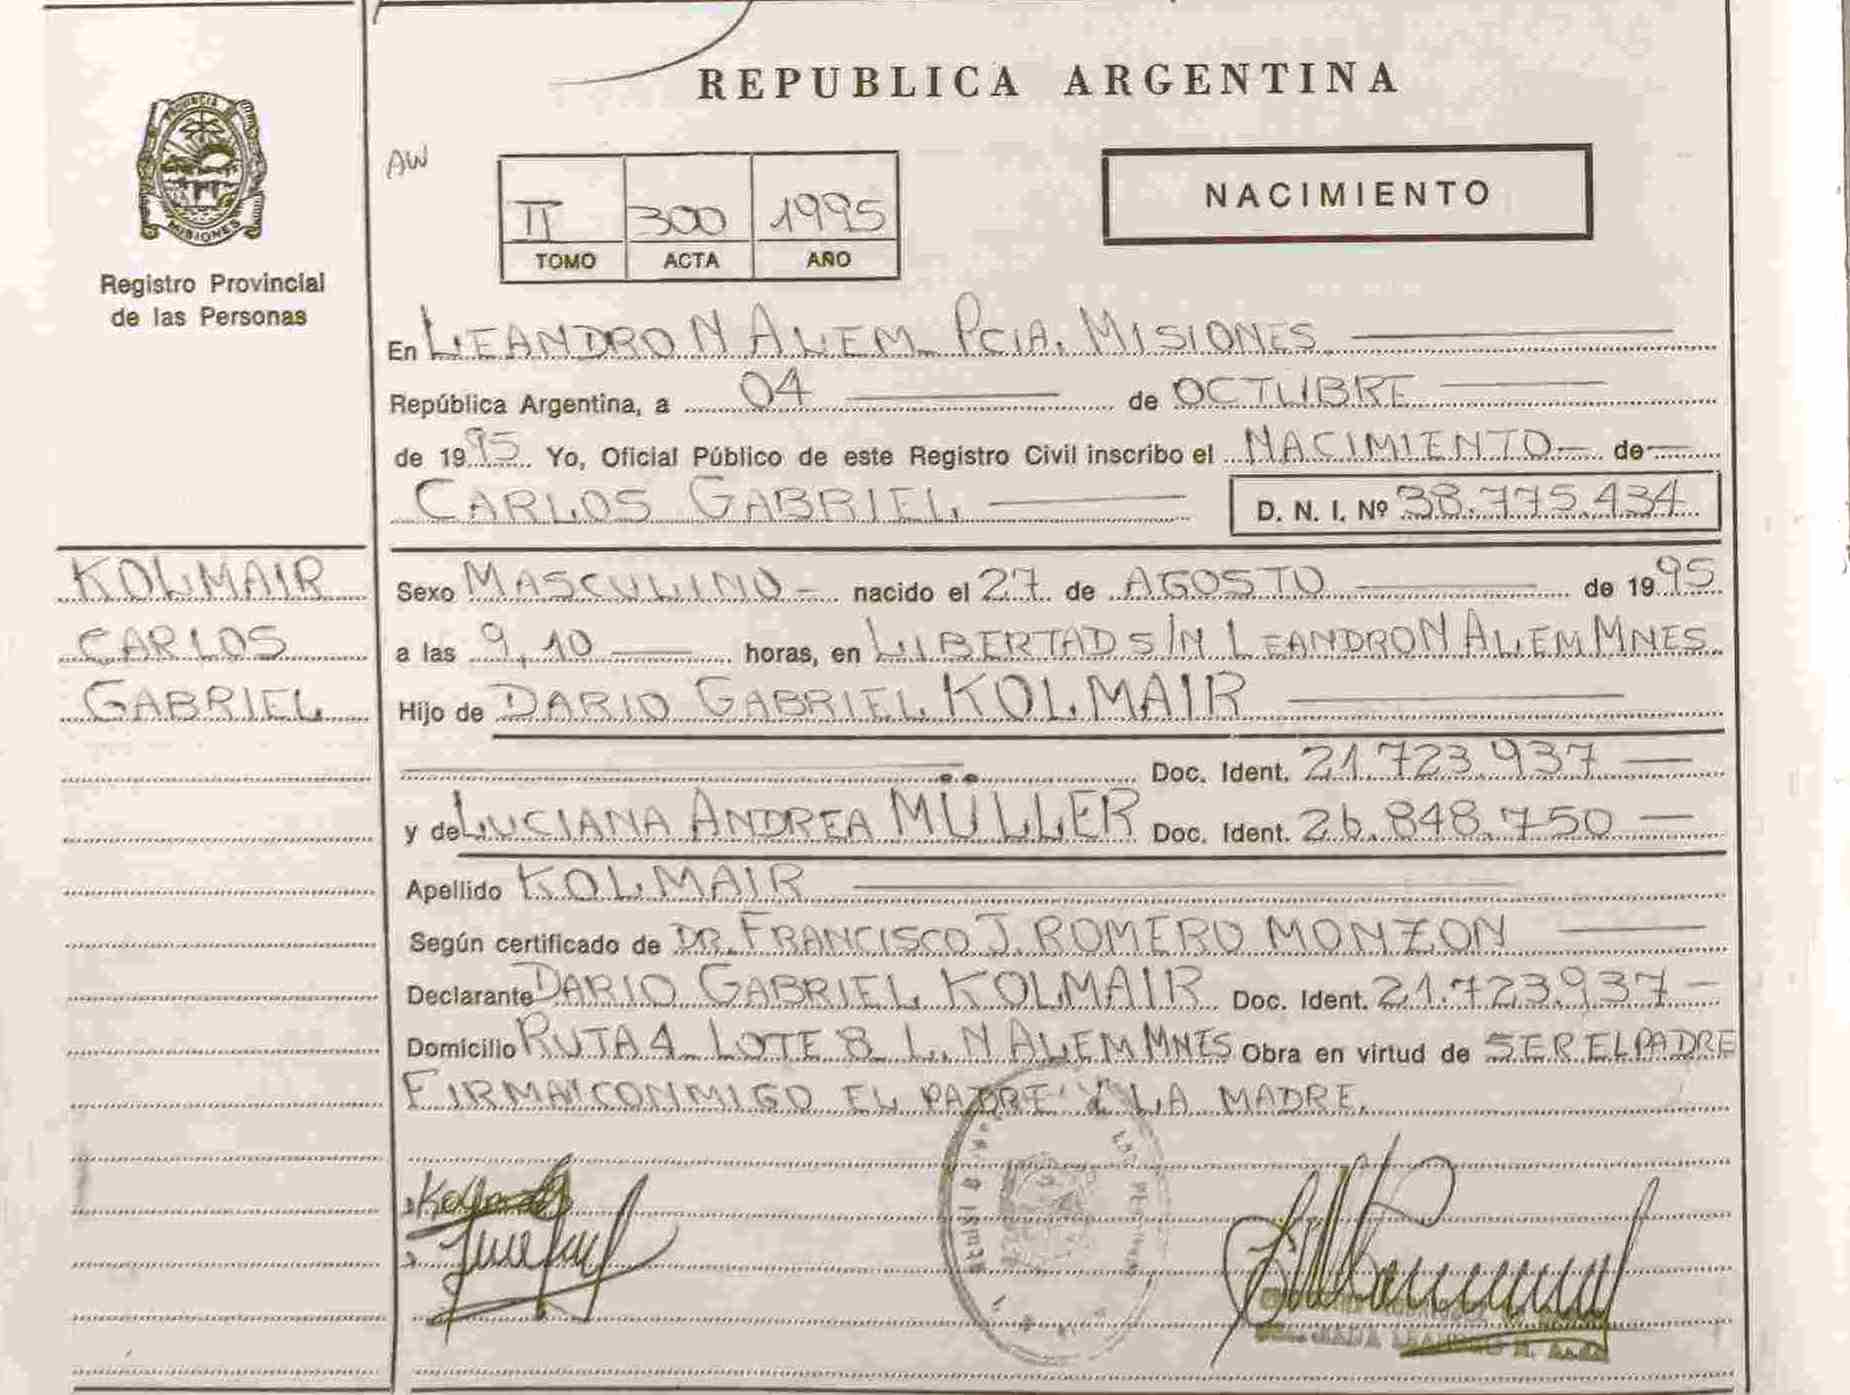 REPUBLICA ARGENTINA
PROVINCIA
MISIONES
Registro Provincial
de las Personas
AW
II 300 1995
TOMO ACTA AÑO
NACIMIENTO
En LEANDRO N ALEM PCIA. MISIONES
República Argentina, a 04 de OCTUBRE
de 1995 Yo, Oficial Público de este Registro Civil inscribo el NACIMIENTO de
CARLOS GABRIEL D. N. I. Nº 38.775.434
KOLMAIR
CARLOS
GABRIEL
Sexo MASCULINO nacido el 27 de AGOSTO de 1995
a las 9,10 horas, en LIBERTAD S/N LEANDRO N ALEM MNES.
Hijo de DARIO GABRIEL KOLMAIR
Doc. Ident. 21.723.937
y de LUCIANA ANDREA MÜLLER Doc. Ident. 26.848.750
Apellido KOLMAIR
Según certificado de DR. FRANCISCO J. ROMERO MONZON
Declarante DARIO GABRIEL KOLMAIR Doc. Ident. 21.723.937
Domicilio RUTA 4 LOTE 8 L. N ALEM MNES Obra en virtud de SER EL PADRE
FIRMA CONMIGO EL PADRE Y LA MADRE.